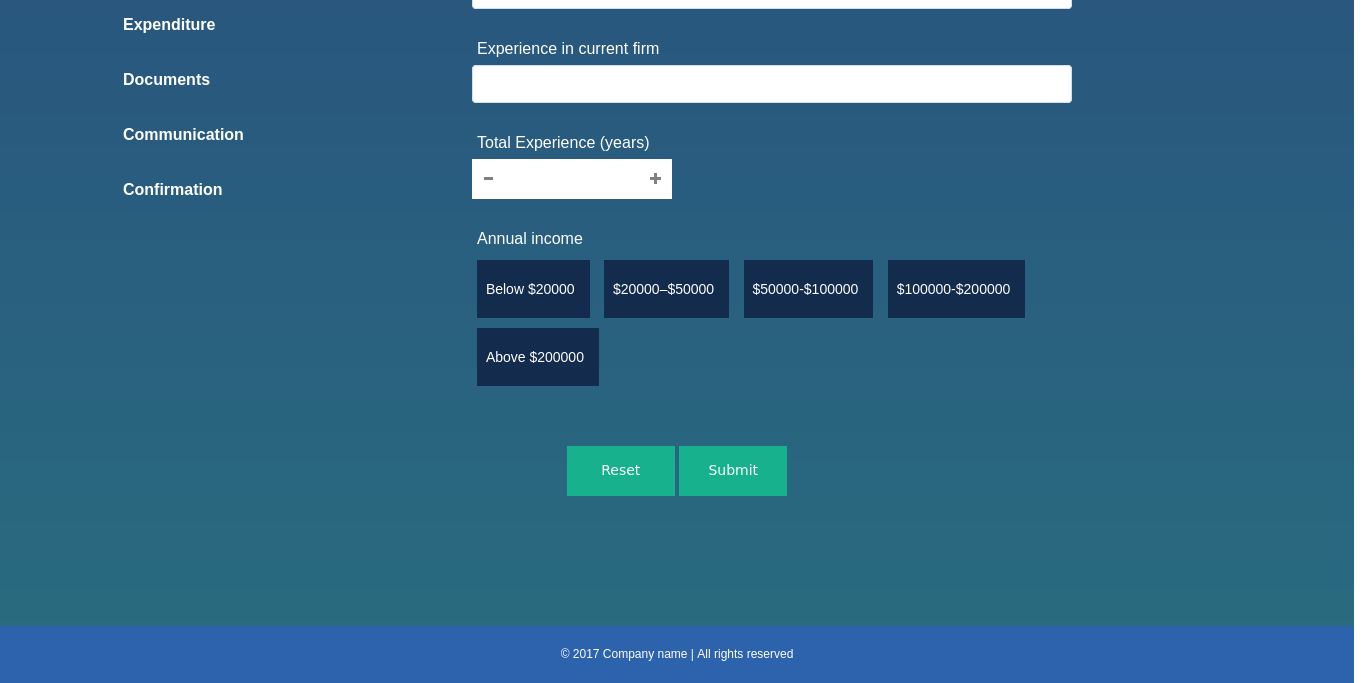 Expenditure
Documents
Communication
Confirmation
Experience in current firm
Total Experience (years)
Annual income
Below $20000
$20000–$50000
$50000-$100000
$100000-$200000
Above $200000
Reset
Submit
© 2017 Company name | All rights reserved